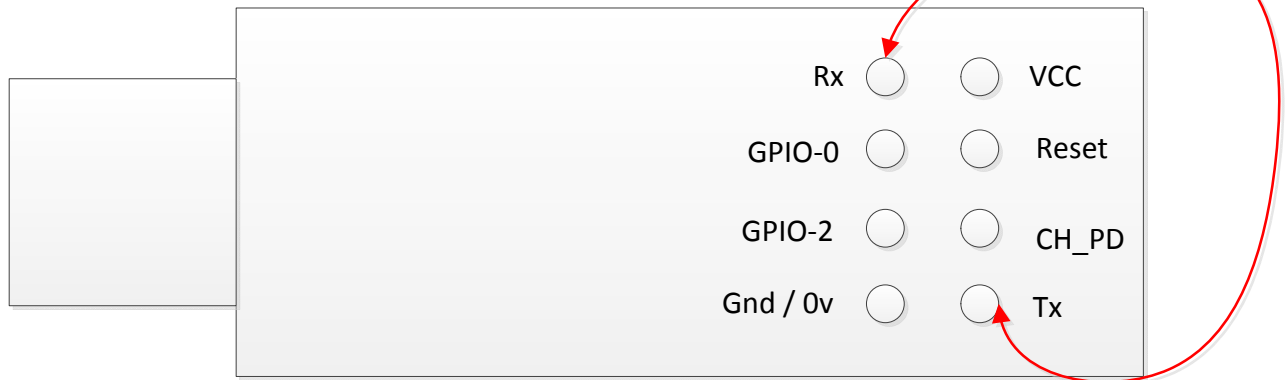 Rx VCC
GPIO-0 Reset
GPIO-2 CH_PD
Gnd / 0v Tx